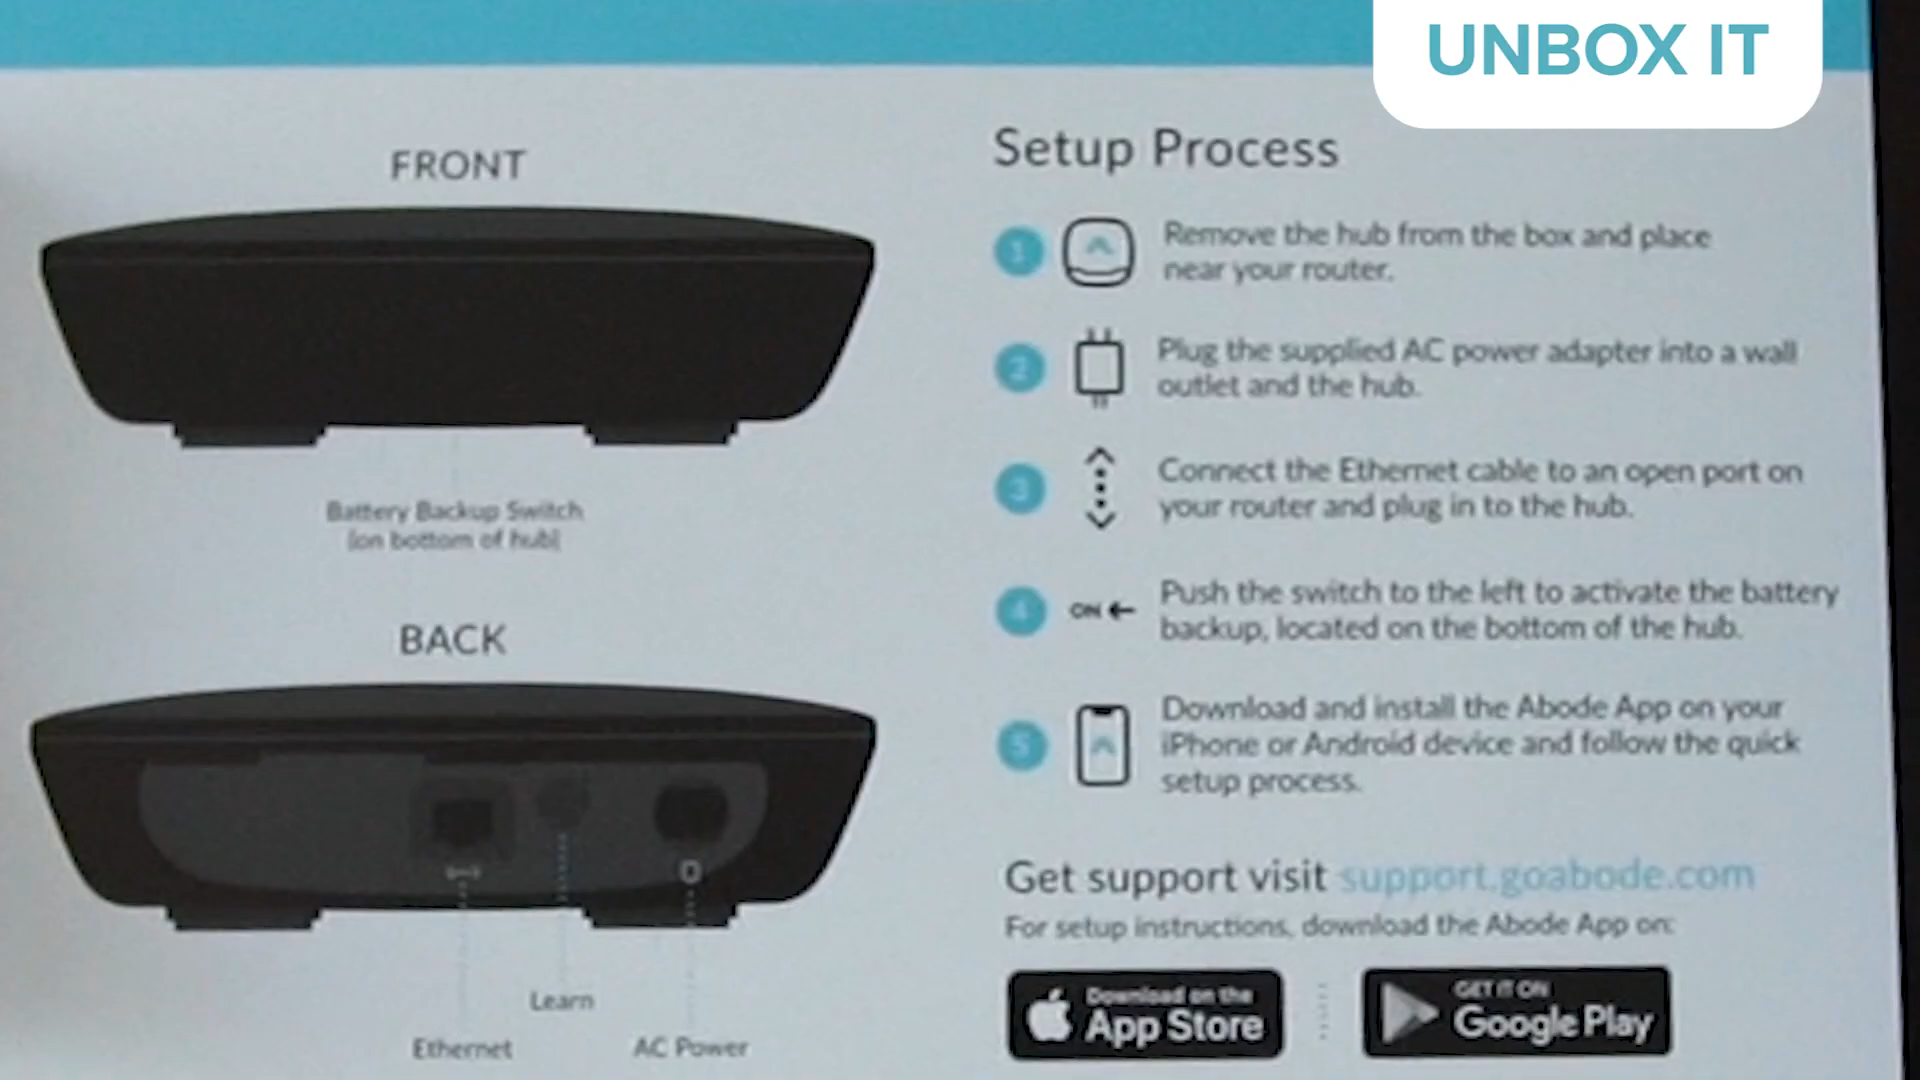 UNBOX IT
FRONT
Battery Backup Switch
(on bottom of hub)
BACK
Learn
Ethernet
AC Power
Setup Process
1
Remove the hub from the box and place
near your router.
2
Plug the supplied AC power adapter into a wall
outlet and the hub.
3
Connect the Ethernet cable to an open port on
your router and plug in to the hub.
4
ON
Push the switch to the left to activate the battery
backup, located on the bottom of the hub.
5
Download and install the Abode App on your
iPhone or Android device and follow the quick
setup process.
Get support visit support.goabode.com
For setup instructions, download the Abode App on:
Download on the
App Store
GET IT ON
Google Play